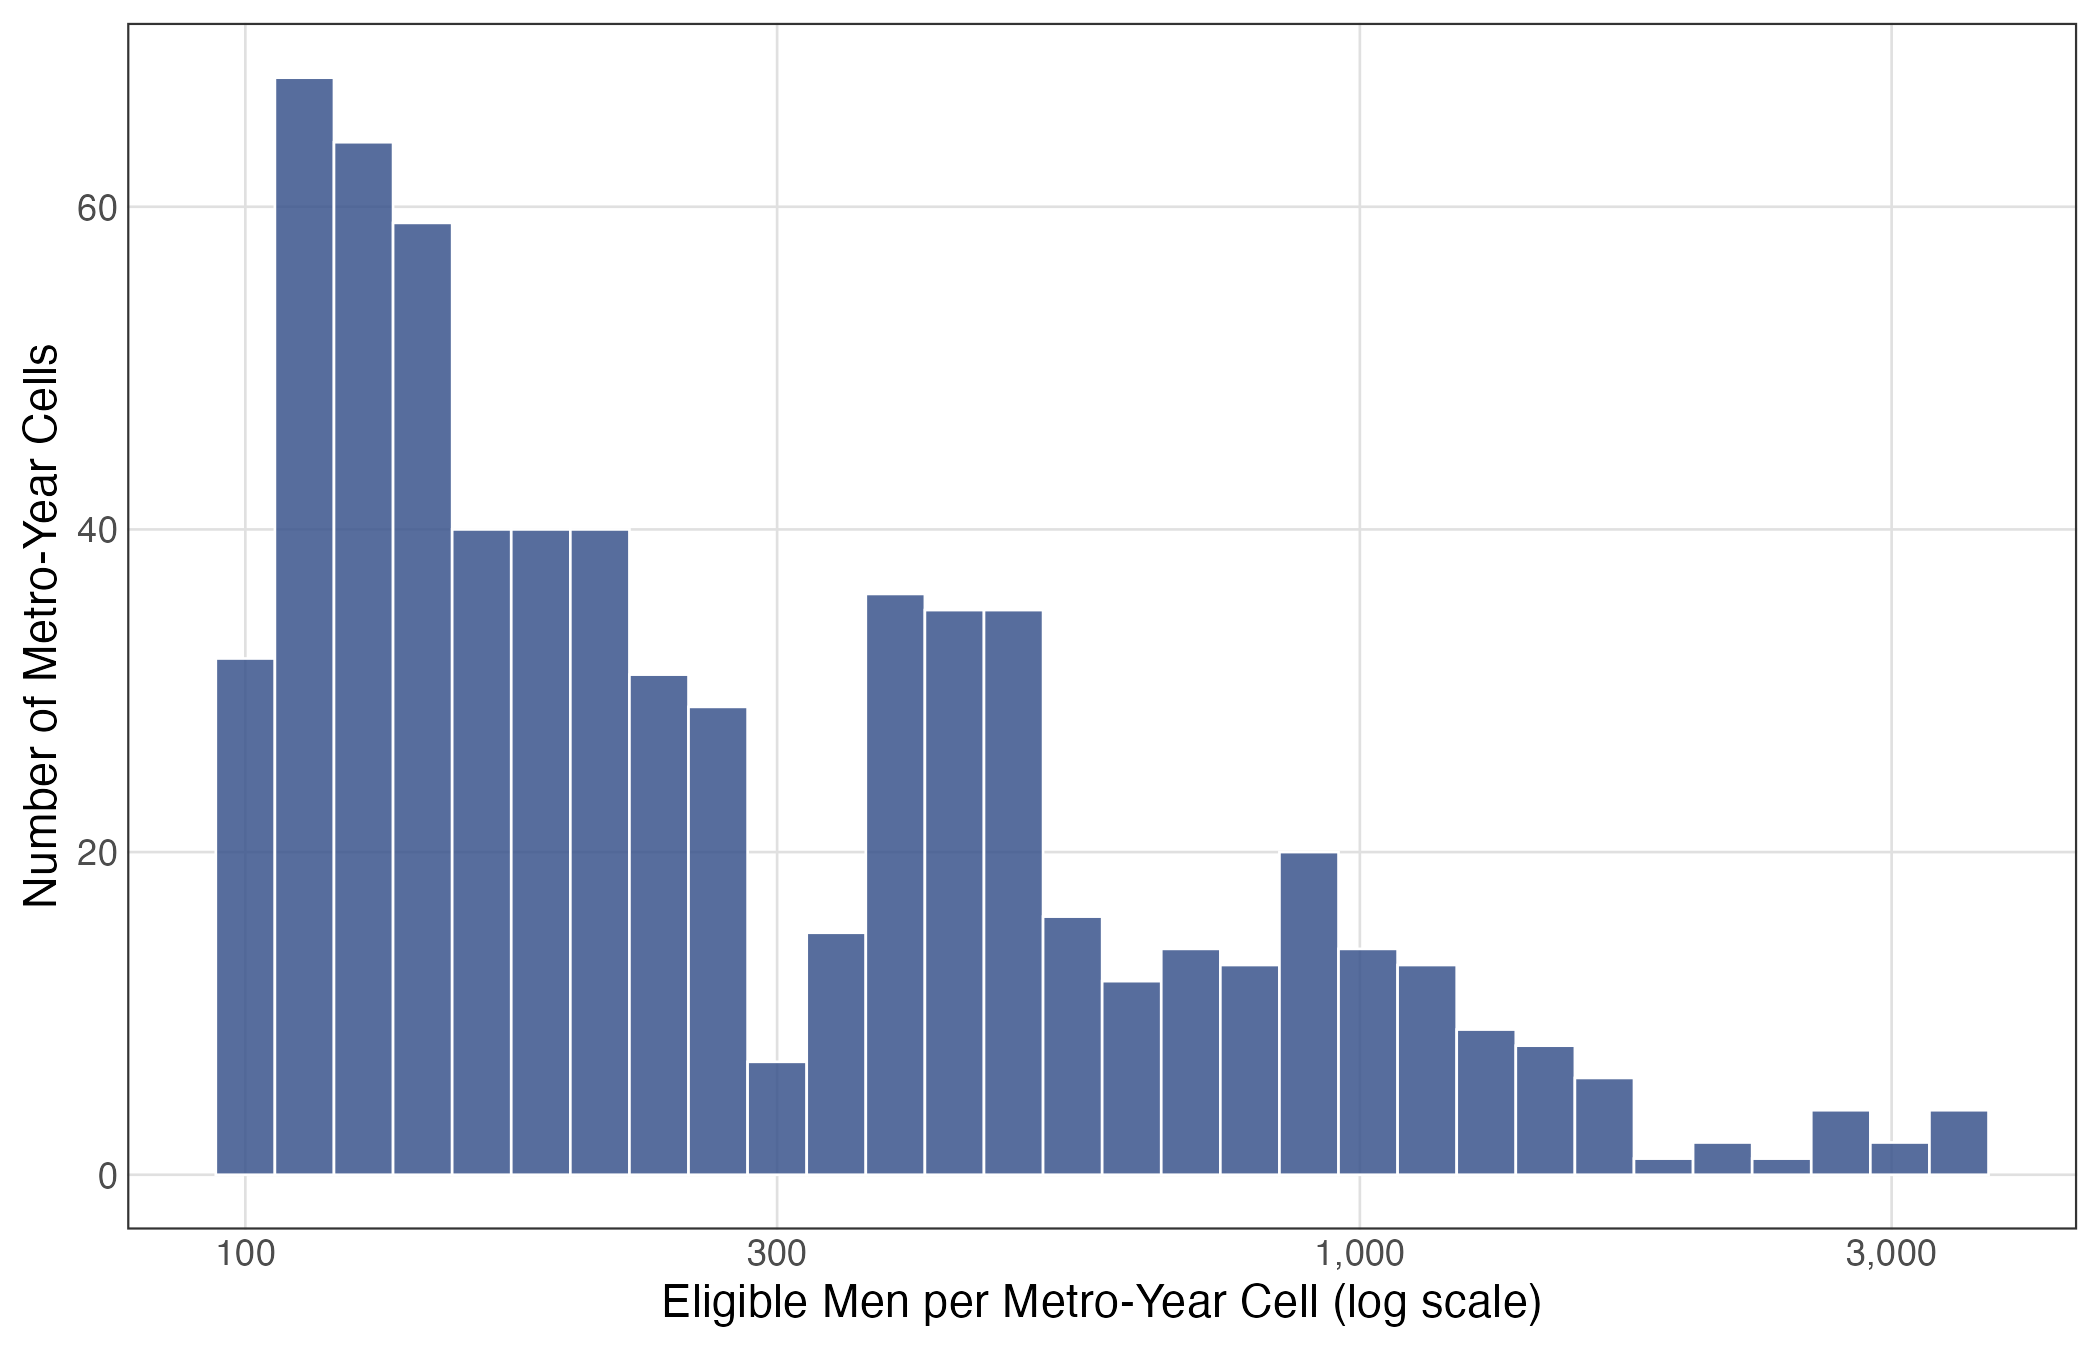 60
40
20
0
Number of Metro-Year Cells
100 300 1,000 3,000
Eligible Men per Metro-Year Cell (log scale)